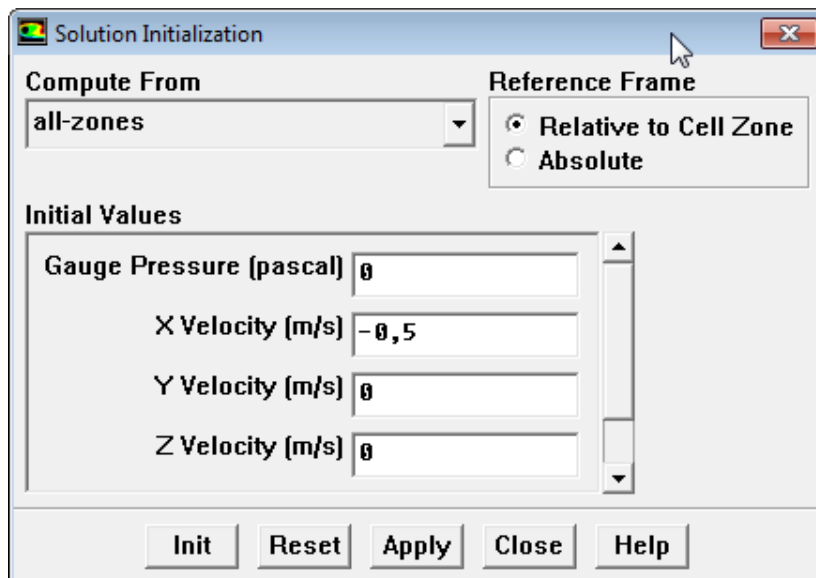 Solution Initialization
Compute From
Reference Frame
all-zones
Relative to Cell Zone
Absolute
Initial Values
Gauge Pressure (pascal) 0
X Velocity (m/s) -0,5
Y Velocity (m/s) 0
Z Velocity (m/s) 0
Init Reset Apply Close Help